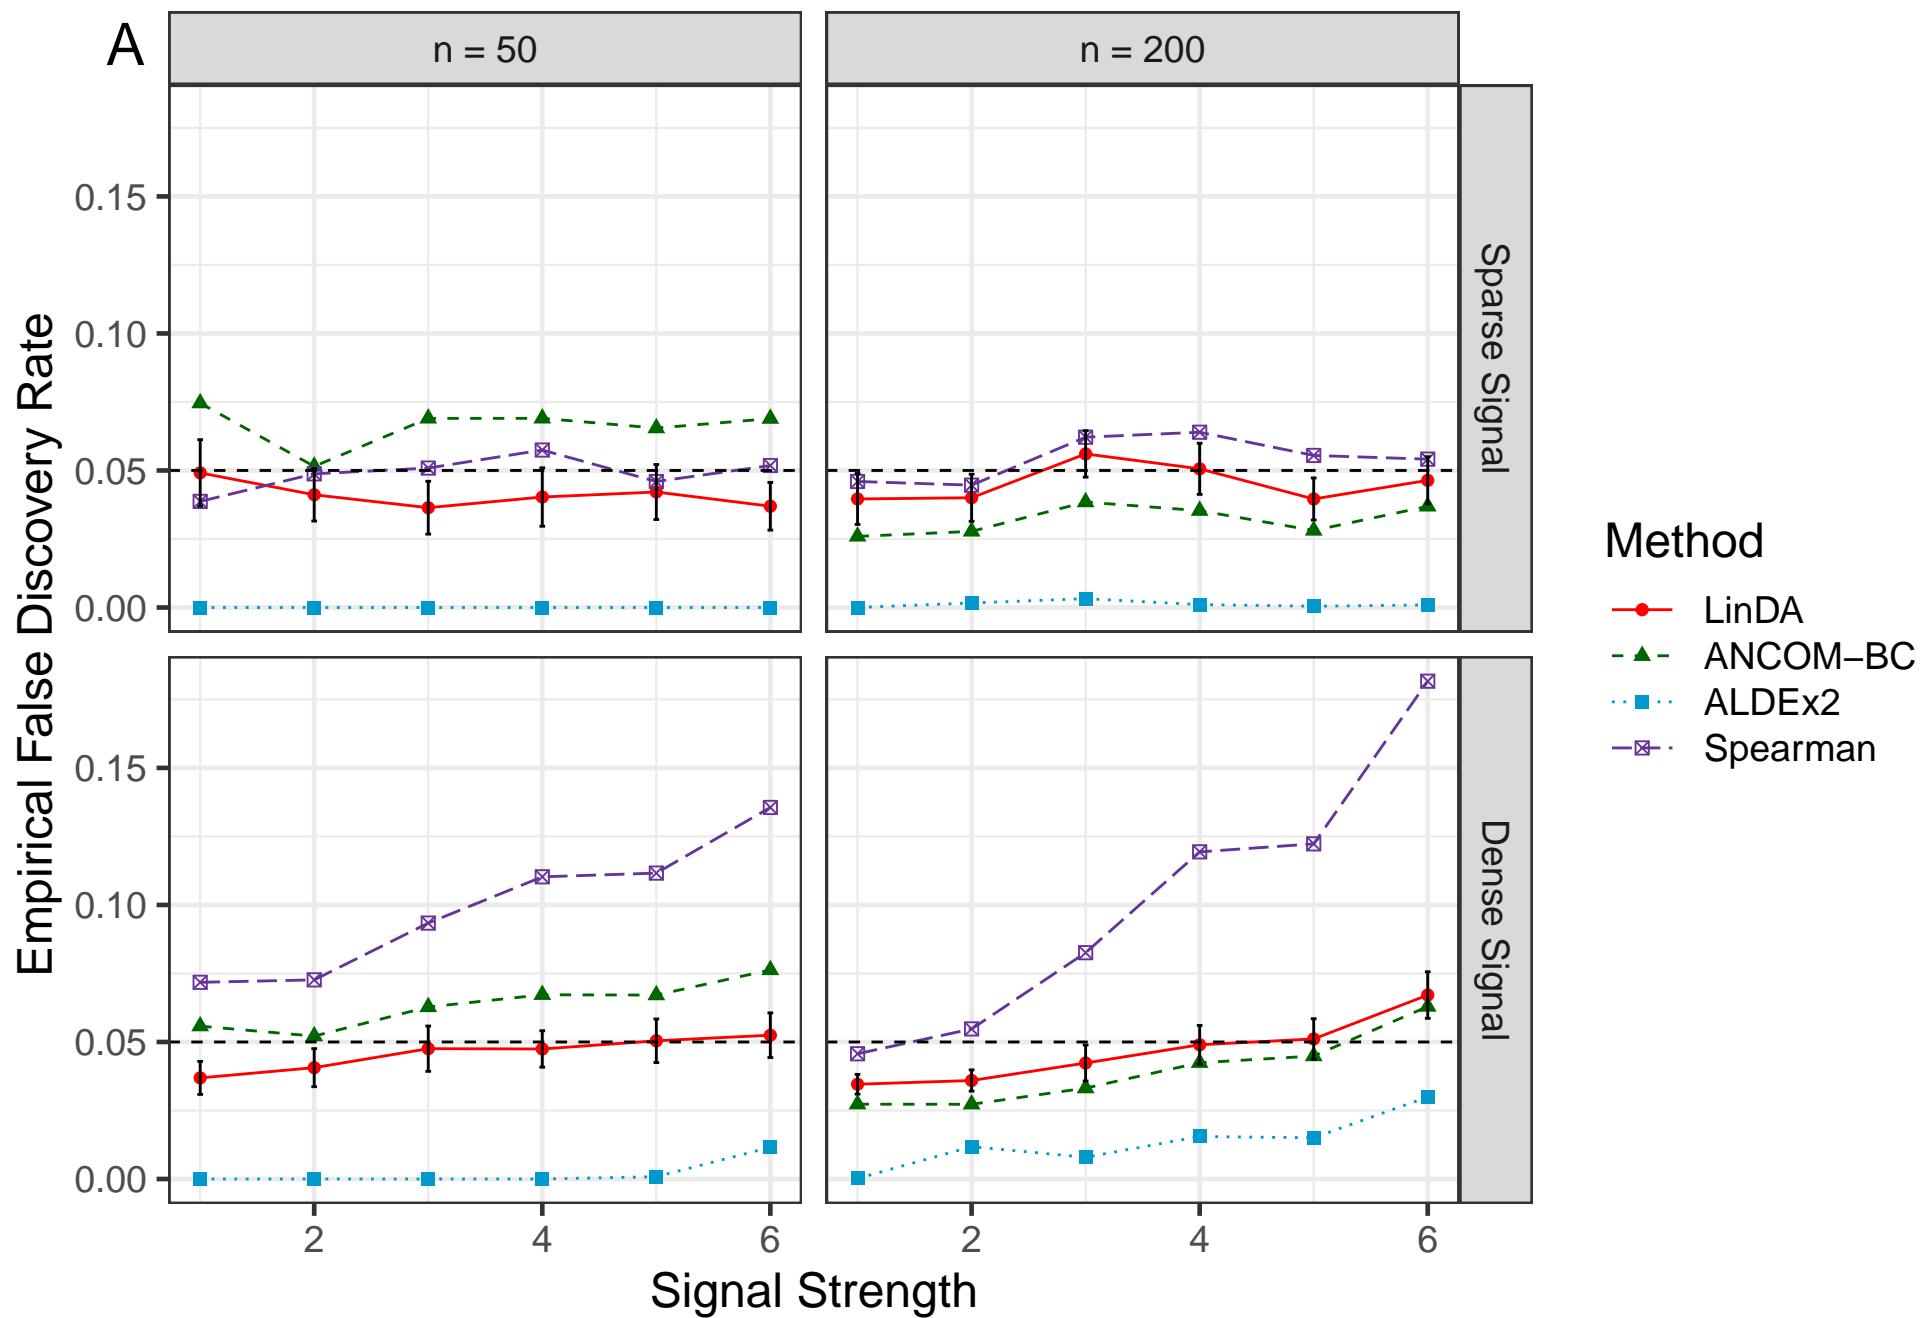 A
n = 50
n = 200
Sparse Signal
Dense Signal
Empirical False Discovery Rate
0.15
0.10
0.05
0.00
0.15
0.10
0.05
0.00
2
4
6
2
4
6
Signal Strength
Method
LinDA
ANCOM−BC
ALDEx2
Spearman